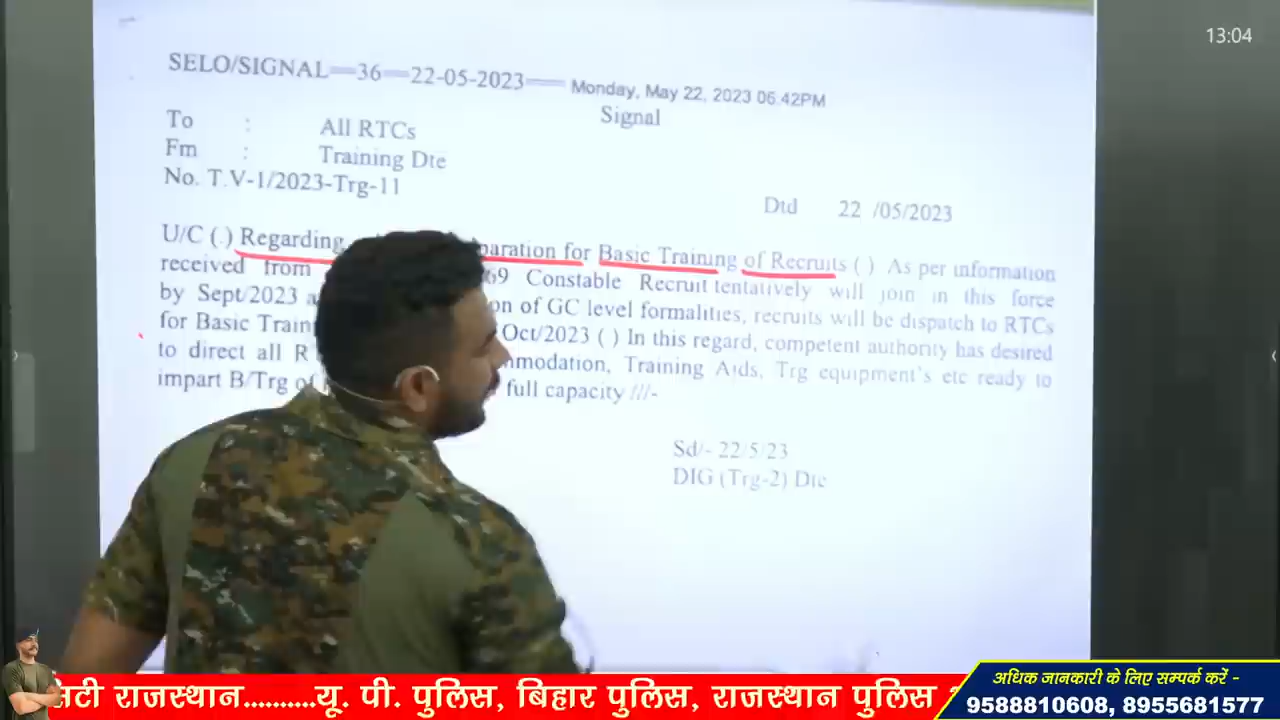 13:04
SELO/SIGNAL—36—22-05-2023— Monday, May 22, 2023 06:42PM
Signal
To : All RTCs
Fm : Training Dte
No. T.V-1/2023-Trg-11
Dtd 22 /05/2023
U/C (.) Regarding for Basic Training of Recruits ( ) As per information
received from 69 Constable Recruit tentatively will join in this force
by Sept/2023 of GC level formalities, recruits will be dispatch to RTCs
for Basic Oct/2023 ( ) In this regard, competent authority has desired
to direct all Training Aids, Trg equipment's etc ready to
impart B/Trg full capacity ///-
Sd/- 22/5/23
DIG (Trg-2) Dte
राजस्थान..........यू. पी. पुलिस, बिहार पुलिस, राजस्थान पुलिस
अधिक जानकारी के लिए सम्पर्क करें -
9588810608, 8955681577